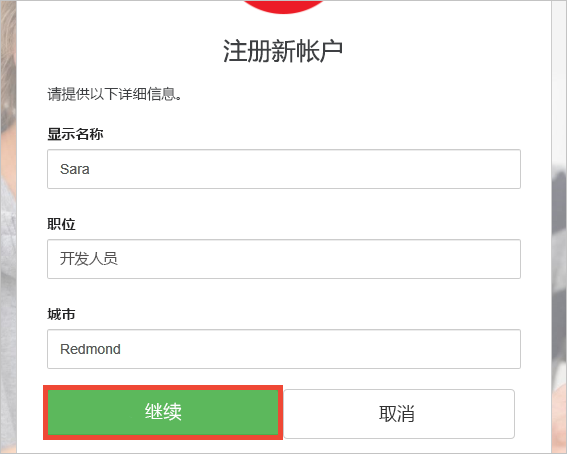 注册新帐户
请提供以下详细信息。
显示名称
Sara
职位
开发人员
城市
Redmond
继续
取消